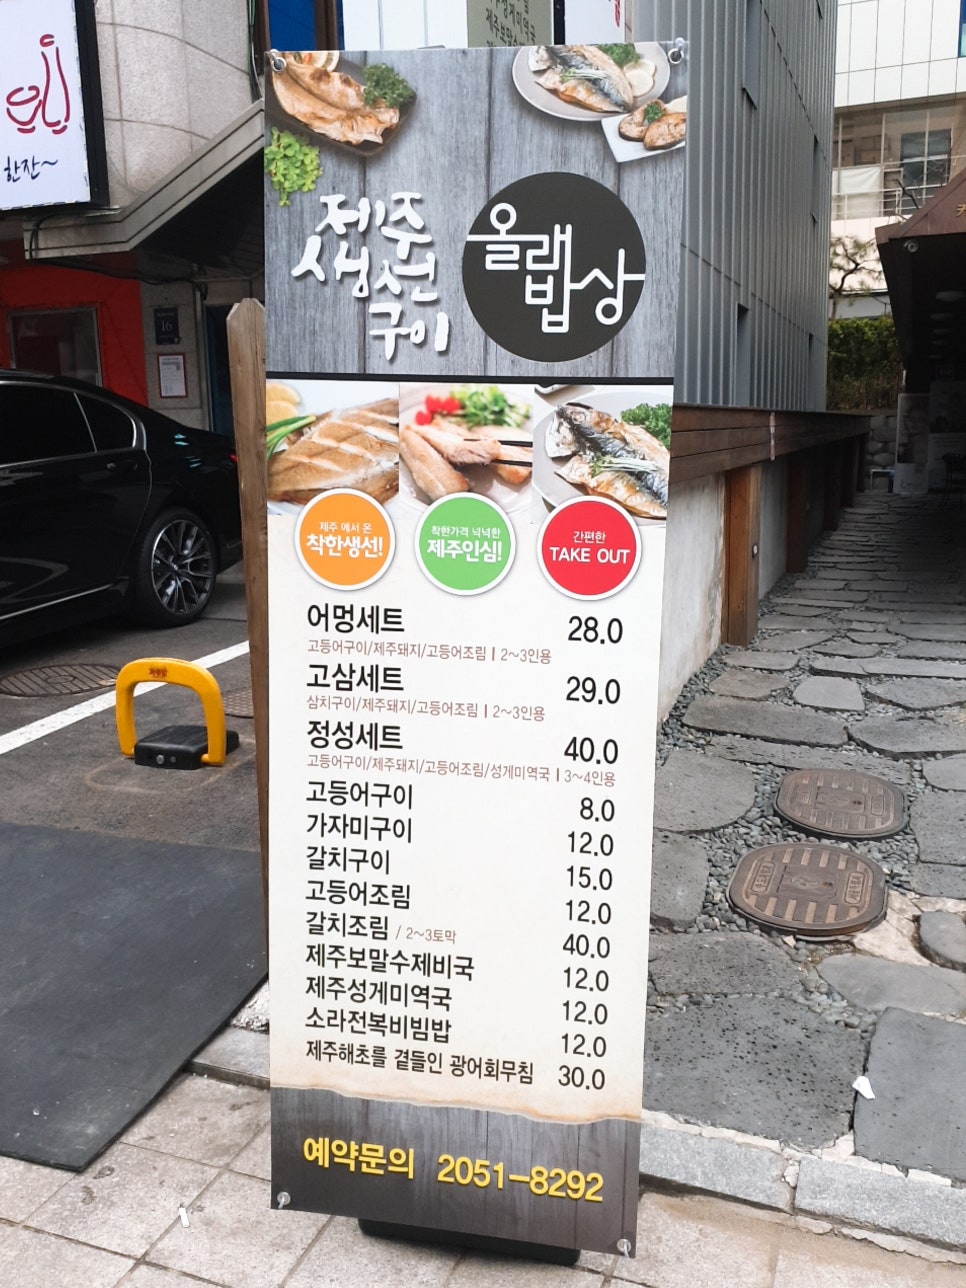 한잔~
16
제주
생선
구이
올래
밥상
제주 에서 온
착한생선!
착한가격 넉넉한
제주인심!
간편한
TAKE OUT
어멍세트 28.0
고등어구이/제주돼지/고등어조림 | 2~3인용
고삼세트 29.0
삼치구이/제주돼지/고등어조림 | 2~3인용
정성세트 40.0
고등어구이/제주돼지/고등어조림/성게미역국 | 3~4인용
고등어구이 8.0
가자미구이 12.0
갈치구이 15.0
고등어조림 12.0
갈치조림 / 2~3토막 40.0
제주보말수제비국 12.0
제주성게미역국 12.0
소라전복비빔밥 12.0
제주해초를 곁들인 광어회무침 30.0
예약문의 2051-8292